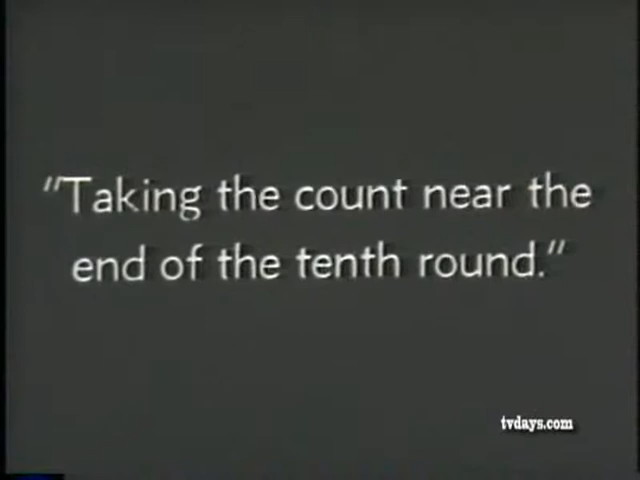 "Taking the count near the
end of the tenth round."
tvdays.com